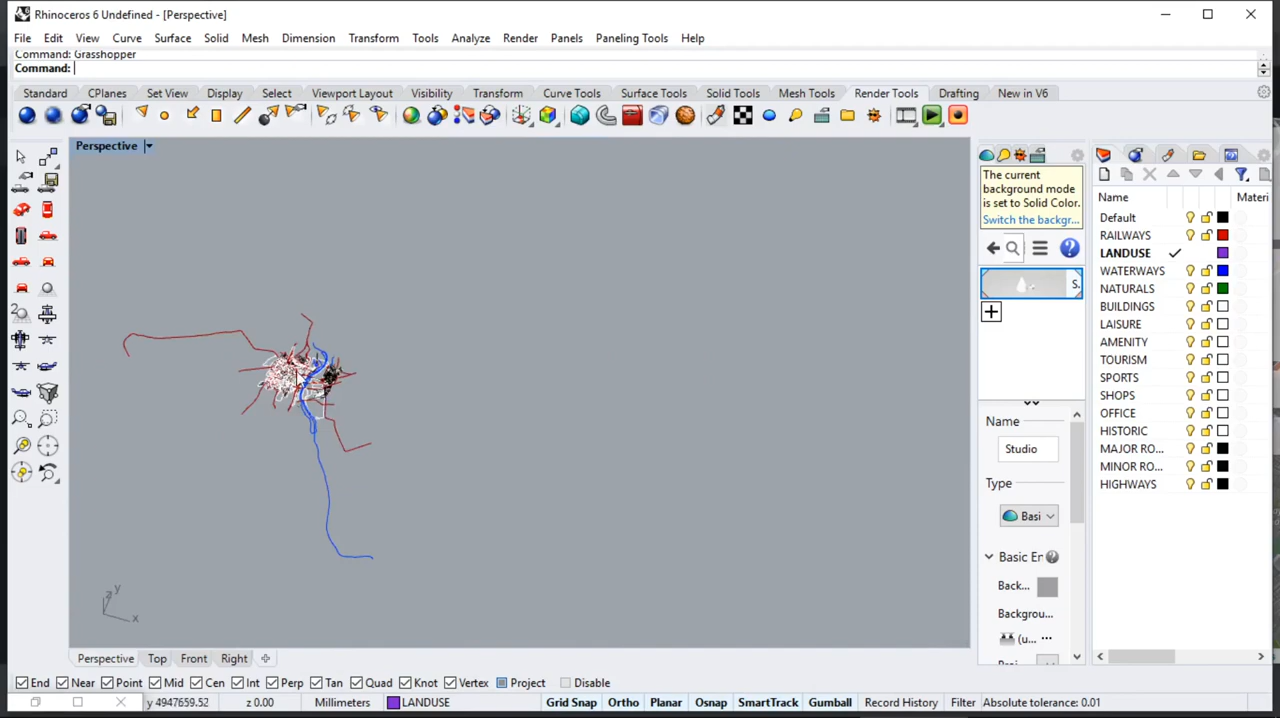 Rhinoceros 6 Undefined - [Perspective]
File Edit View Curve Surface Solid Mesh Dimension Transform Tools Analyze Render Panels Paneling Tools Help
Command: Grasshopper
Command:
Standard CPlanes Set View Display Select Viewport Layout Visibility Transform Curve Tools Surface Tools Solid Tools Mesh Tools Render Tools Drafting New in V6
Perspective
The current
background mode
is set to Solid Color.
Switch the backgr...
S.
Name
Studio
Type
Basi
Basic En
Back...
Backgrou...
(u... ...
Name Materi
Default
RAILWAYS
LANDUSE
WATERWAYS
NATURALS
BUILDINGS
LAISURE
AMENITY
TOURISM
SPORTS
SHOPS
OFFICE
HISTORIC
MAJOR RO...
MINOR RO...
HIGHWAYS
z y
x
Perspective Top Front Right
End Near Point Mid Cen Int Perp Tan Quad Knot Vertex Project Disable
y 4947659.52 z 0.00 Millimeters LANDUSE Grid Snap Ortho Planar Osnap SmartTrack Gumball Record History Filter Absolute tolerance: 0.01